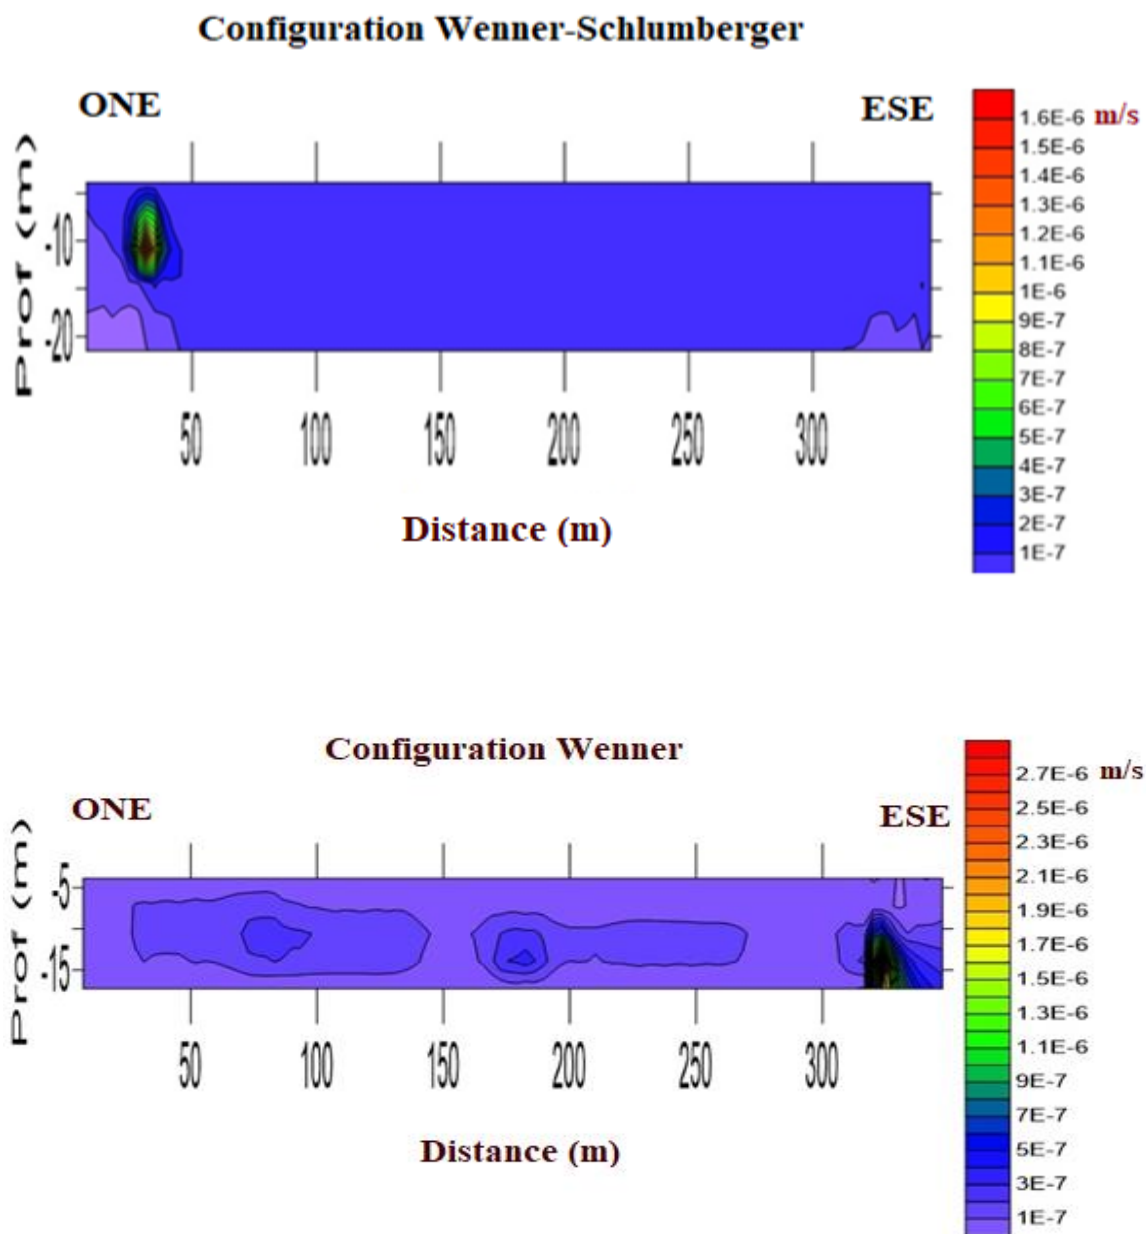 Configuration Wenner-Schlumberger
ONE
ESE
Prof (m)
-10
-20
50
100
150
200
250
300
Distance (m)
1.6E-6 m/s
1.5E-6
1.4E-6
1.3E-6
1.2E-6
1.1E-6
1E-6
9E-7
8E-7
7E-7
6E-7
5E-7
4E-7
3E-7
2E-7
1E-7
Configuration Wenner
ONE
ESE
Prof (m)
-5
-15
50
100
150
200
250
300
Distance (m)
2.7E-6 m/s
2.5E-6
2.3E-6
2.1E-6
1.9E-6
1.7E-6
1.5E-6
1.3E-6
1.1E-6
9E-7
7E-7
5E-7
3E-7
1E-7